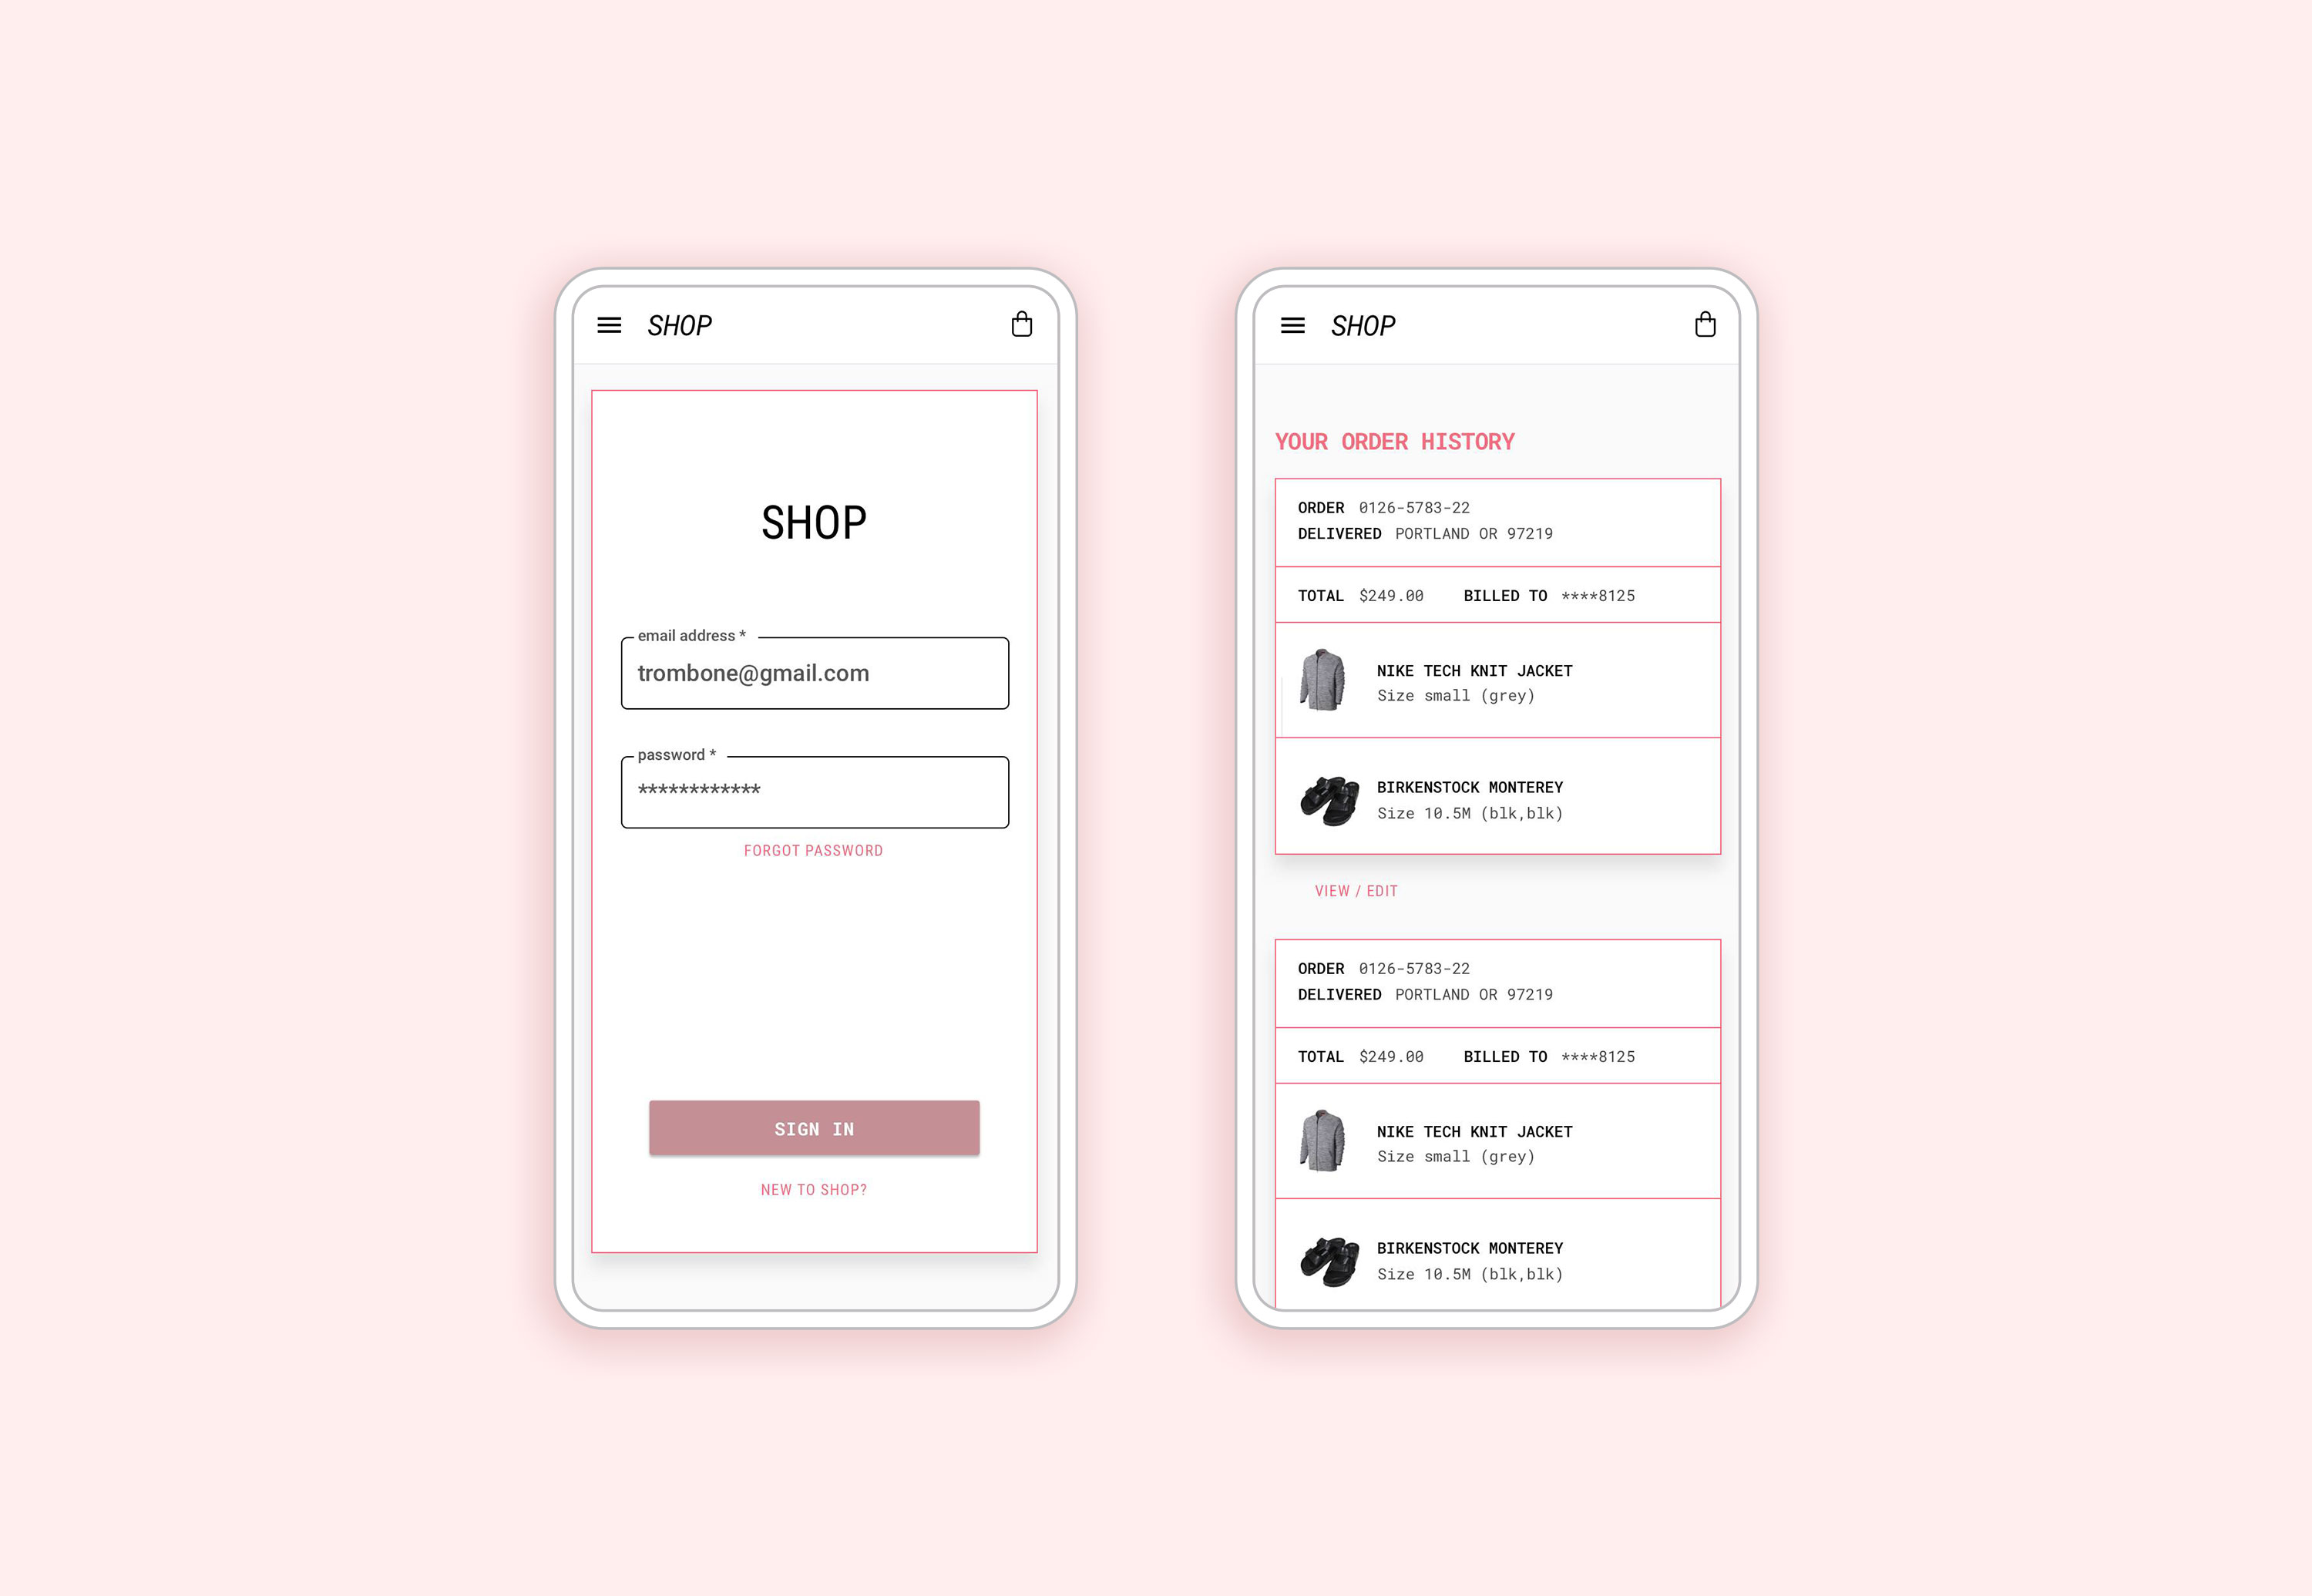 SHOP
SHOP
email address *
trombone@gmail.com
password *
************
FORGOT PASSWORD
SIGN IN
NEW TO SHOP?
SHOP
YOUR ORDER HISTORY
ORDER 0126-5783-22
DELIVERED PORTLAND OR 97219
TOTAL $249.00 BILLED TO ****8125
NIKE TECH KNIT JACKET
Size small (grey)
BIRKENSTOCK MONTEREY
Size 10.5M (blk,blk)
VIEW / EDIT
ORDER 0126-5783-22
DELIVERED PORTLAND OR 97219
TOTAL $249.00 BILLED TO ****8125
NIKE TECH KNIT JACKET
Size small (grey)
BIRKENSTOCK MONTEREY
Size 10.5M (blk,blk)